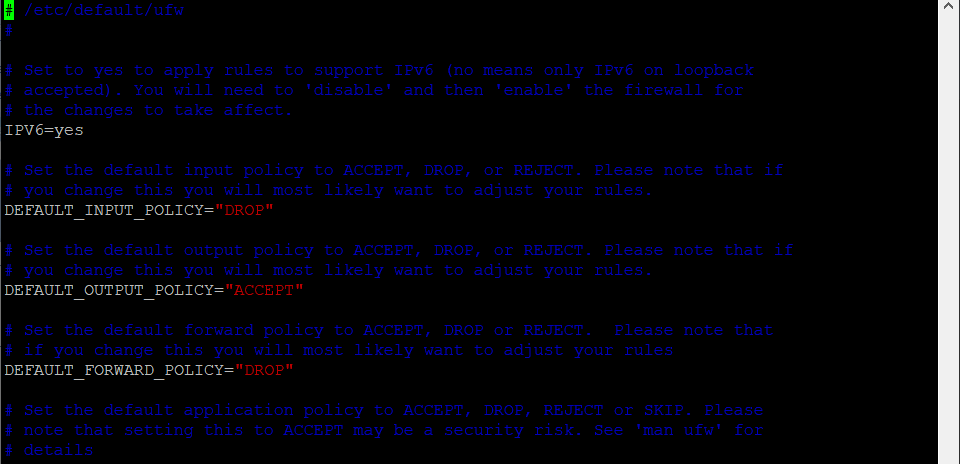 # /etc/default/ufw
#
# Set to yes to apply rules to support IPv6 (no means only IPv6 on loopback
# accepted). You will need to 'disable' and then 'enable' the firewall for
# the changes to take affect.
IPV6=yes
# Set the default input policy to ACCEPT, DROP, or REJECT. Please note that if
# you change this you will most likely want to adjust your rules.
DEFAULT_INPUT_POLICY="DROP"
# Set the default output policy to ACCEPT, DROP, or REJECT. Please note that if
# you change this you will most likely want to adjust your rules.
DEFAULT_OUTPUT_POLICY="ACCEPT"
# Set the default forward policy to ACCEPT, DROP or REJECT.  Please note that
# if you change this you will most likely want to adjust your rules
DEFAULT_FORWARD_POLICY="DROP"
# Set the default application policy to ACCEPT, DROP, REJECT or SKIP. Please
# note that setting this to ACCEPT may be a security risk. See 'man ufw' for
# details